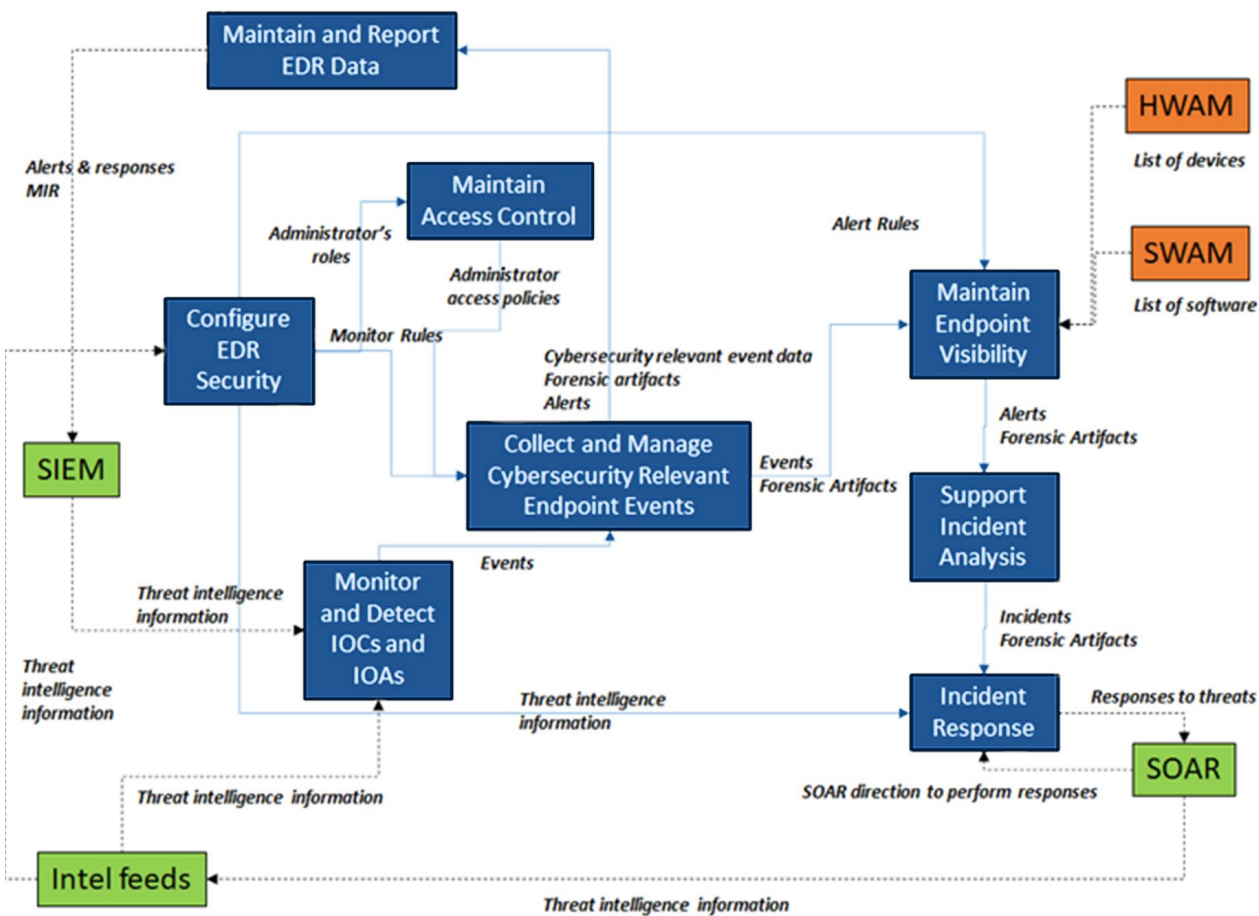 Maintain and Report
EDR Data
HWAM
List of devices
Alerts & responses
MIR
Maintain
Access Control
Administrator's
roles
Alert Rules
SWAM
List of software
Administrator
access policies
Maintain
Endpoint
Visibility
Configure
EDR
Security
Monitor Rules
Cybersecurity relevant event data
Forensic artifacts
Alerts
Alerts
Forensic Artifacts
SIEM
Collect and Manage
Cybersecurity Relevant
Endpoint Events
Events
Forensic Artifacts
Support
Incident
Analysis
Events
Threat intelligence
information
Monitor
and Detect
IOCs and
IOAs
Incidents
Forensic Artifacts
Threat
intelligence
information
Threat intelligence
information
Incident
Response
Responses to threats
SOAR
SOAR direction to perform responses
Threat intelligence information
Intel feeds
Threat intelligence information